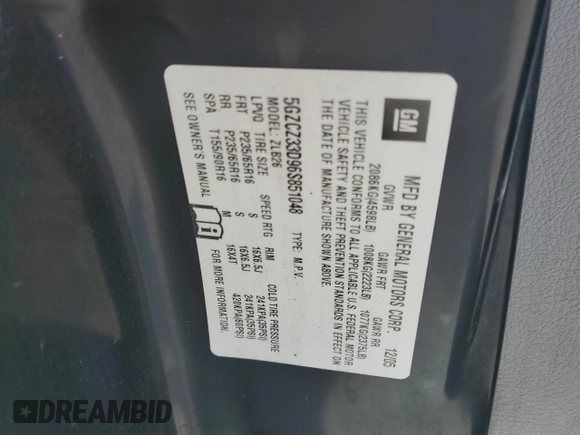 GM
MFD BY GENERAL MOTORS CORP 12/05
GVWR GAWR FRT GAWR RR
2086KG(4598LB) 1008KG(2223LB) 1077KG(2375LB)
THIS VEHICLE CONFORMS TO ALL APPLICABLE U.S. FEDERAL MOTOR
VEHICLE SAFETY AND THEFT PREVENTION STANDARDS IN EFFECT ON
THE DATE OF MANUFACTURE SHOWN ABOVE.
5GZCZ33D96S851048 TYPE: M.P.V.
MODEL: ZLB26
LPVQ TIRE SIZE SPEED RTG RIM COLD TIRE PRESSURE
FRT P235/65R16 S 16X6.5J 241KPA(35PSI)
RR P235/65R16 S 16X6.5J 241KPA(35PSI)
SPA T155/90R16 M 16X4T 420KPA(60PSI)
SEE OWNER'S MANUAL FOR MORE INFORMATION.
DREAMBID